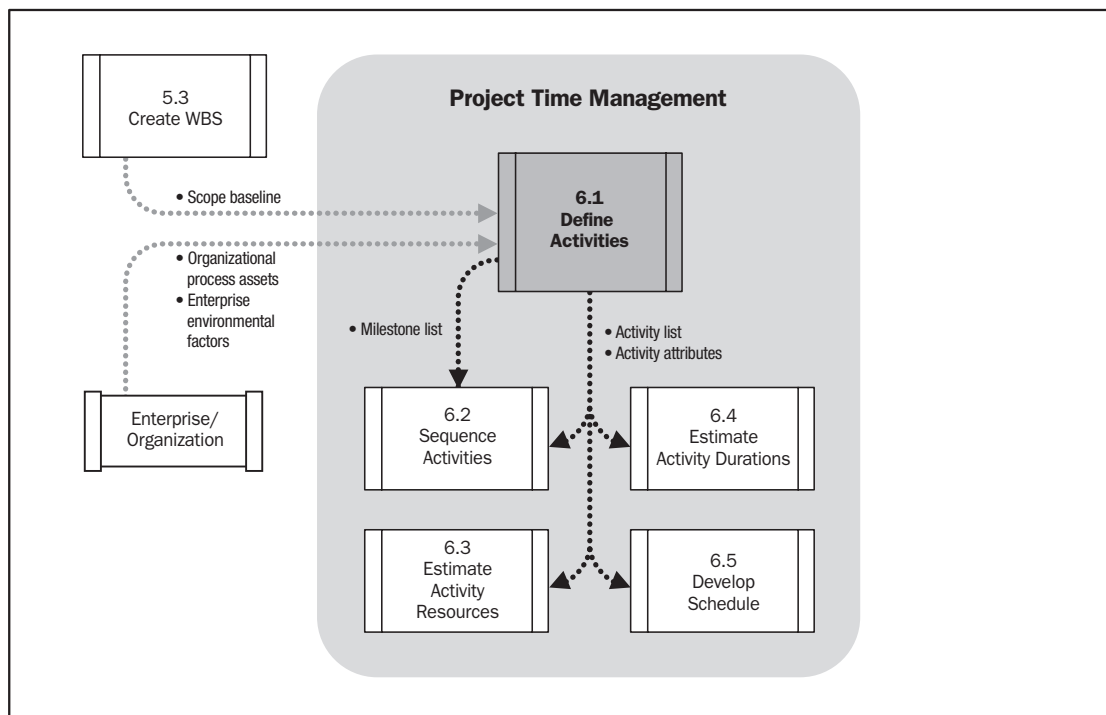 5.3
Create WBS
Project Time Management
6.1
Define
Activities
• Scope baseline
• Organizational
process assets
• Enterprise
environmental
factors
• Milestone list
• Activity list
• Activity attributes
Enterprise/
Organization
6.2
Sequence
Activities
6.4
Estimate
Activity Durations
6.3
Estimate
Activity
Resources
6.5
Develop
Schedule